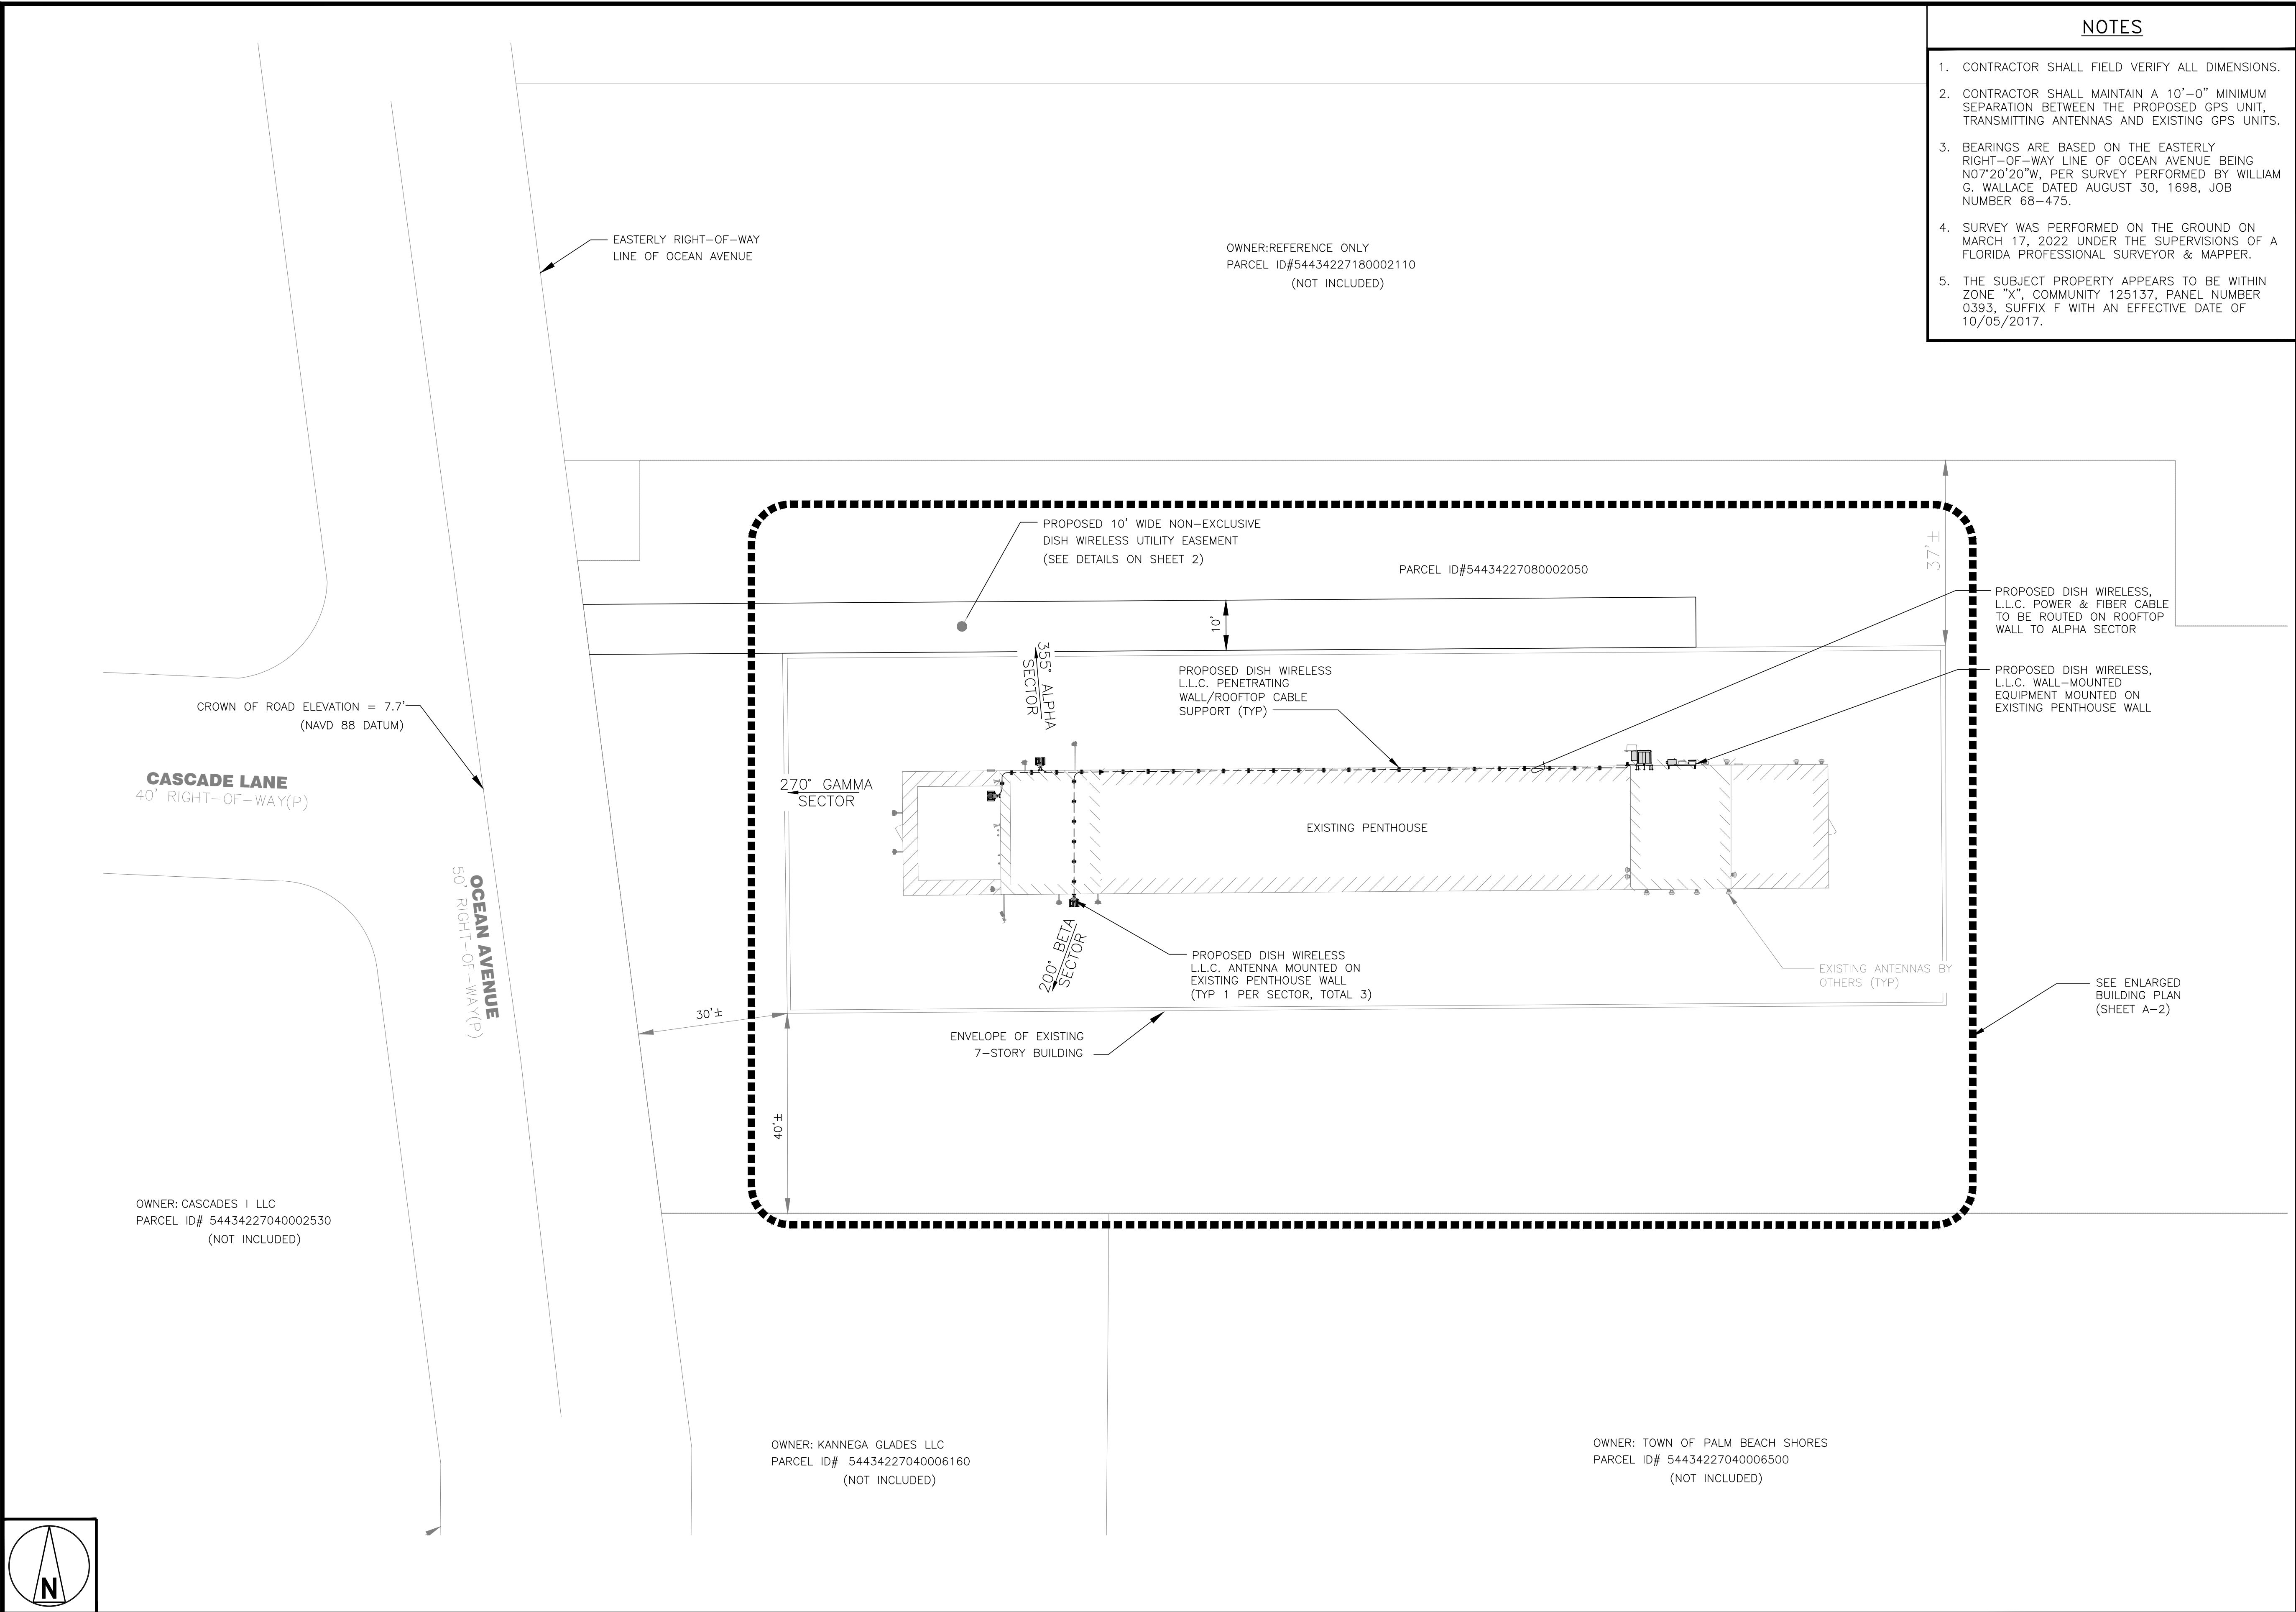 NOTES
1. CONTRACTOR SHALL FIELD VERIFY ALL DIMENSIONS.
2. CONTRACTOR SHALL MAINTAIN A 10'-0" MINIMUM
SEPARATION BETWEEN THE PROPOSED GPS UNIT,
TRANSMITTING ANTENNAS AND EXISTING GPS UNITS.
3. BEARINGS ARE BASED ON THE EASTERLY
RIGHT-OF-WAY LINE OF OCEAN AVENUE BEING
N07°20'20"W, PER SURVEY PERFORMED BY WILLIAM
G. WALLACE DATED AUGUST 30, 1698, JOB
NUMBER 68-475.
4. SURVEY WAS PERFORMED ON THE GROUND ON
MARCH 17, 2022 UNDER THE SUPERVISIONS OF A
FLORIDA PROFESSIONAL SURVEYOR & MAPPER.
5. THE SUBJECT PROPERTY APPEARS TO BE WITHIN
ZONE "X", COMMUNITY 125137, PANEL NUMBER
0393, SUFFIX F WITH AN EFFECTIVE DATE OF
10/05/2017.
EASTERLY RIGHT-OF-WAY
LINE OF OCEAN AVENUE
OWNER:REFERENCE ONLY
PARCEL ID#54434227180002110
(NOT INCLUDED)
PROPOSED 10' WIDE NON-EXCLUSIVE
DISH WIRELESS UTILITY EASEMENT
(SEE DETAILS ON SHEET 2)
PARCEL ID#54434227080002050
37'±
10'
PROPOSED DISH WIRELESS,
L.L.C. POWER & FIBER CABLE
TO BE ROUTED ON ROOFTOP
WALL TO ALPHA SECTOR
355° ALPHA
SECTOR
PROPOSED DISH WIRELESS
L.L.C. PENETRATING
WALL/ROOFTOP CABLE
SUPPORT (TYP)
PROPOSED DISH WIRELESS,
L.L.C. WALL-MOUNTED
EQUIPMENT MOUNTED ON
EXISTING PENTHOUSE WALL
CROWN OF ROAD ELEVATION = 7.7'
(NAVD 88 DATUM)
CASCADE LANE
40' RIGHT-OF-WAY(P)
270° GAMMA
SECTOR
EXISTING PENTHOUSE
OCEAN AVENUE
50' RIGHT-OF-WAY(P)
200° BETA
SECTOR
PROPOSED DISH WIRELESS
L.L.C. ANTENNA MOUNTED ON
EXISTING PENTHOUSE WALL
(TYP 1 PER SECTOR, TOTAL 3)
EXISTING ANTENNAS BY
OTHERS (TYP)
SEE ENLARGED
BUILDING PLAN
(SHEET A-2)
30'±
ENVELOPE OF EXISTING
7-STORY BUILDING
40'±
OWNER: CASCADES I LLC
PARCEL ID# 54434227040002530
(NOT INCLUDED)
OWNER: KANNEGA GLADES LLC
PARCEL ID# 54434227040006160
(NOT INCLUDED)
OWNER: TOWN OF PALM BEACH SHORES
PARCEL ID# 54434227040006500
(NOT INCLUDED)
N